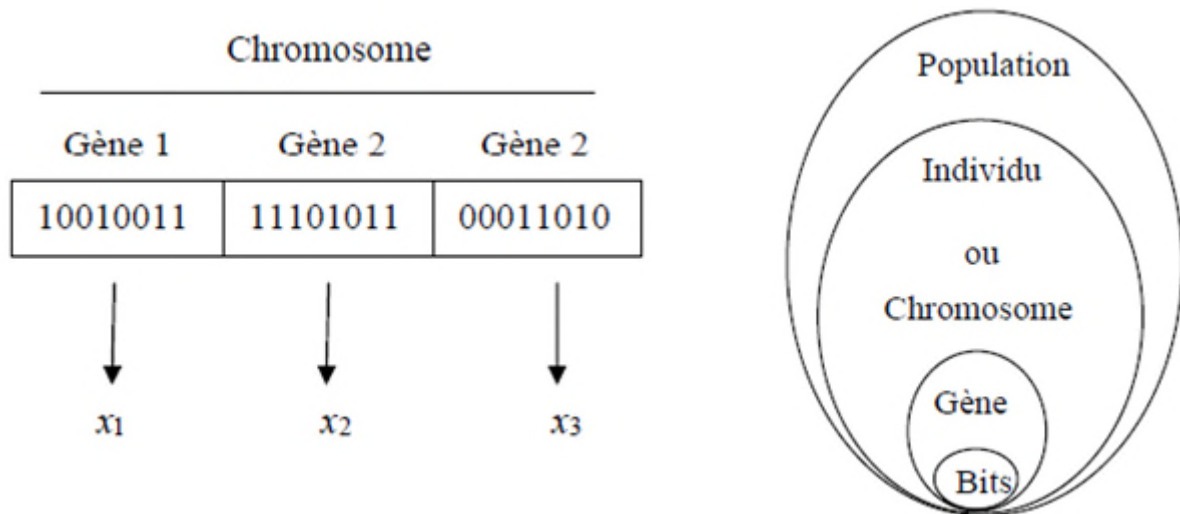 Chromosome
Gène 1 Gène 2 Gène 2
10010011 11101011 00011010
x1 x2 x3
Population
Individu
ou
Chromosome
Gène
Bits